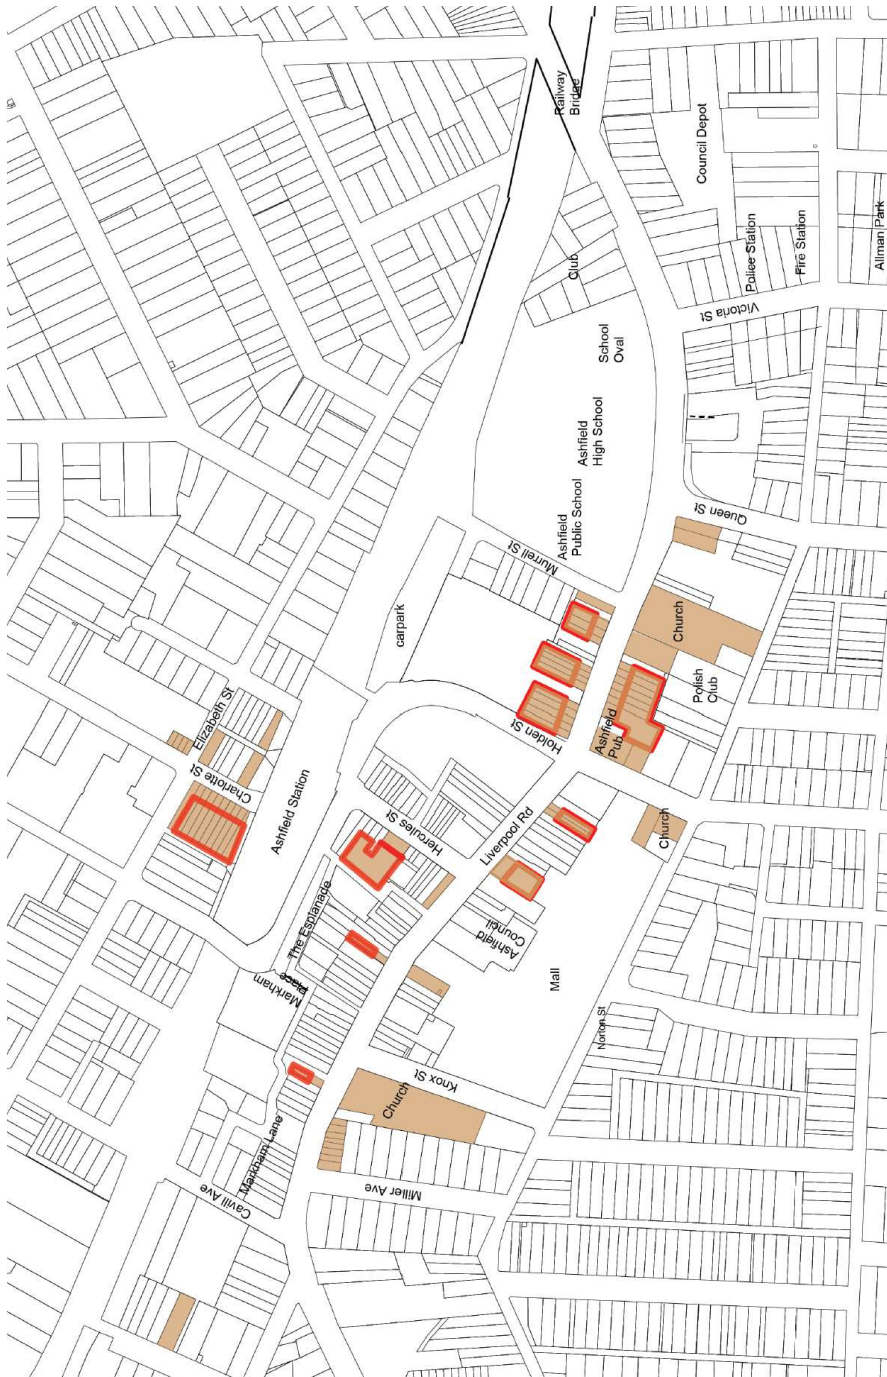 Railway
Bridge
Council Depot
Club
Police Station
Fire Station
Allman Park
Victoria St
School
Oval
Ashfield
High School
Ashfield
Public School
Queen St
Murrell St
carpark
Church
Polish
Club
Elizabeth St
Charlotte St
Holden St
Ashfield
Pub
Ashfield Station
Hercules St
Liverpool Rd
Church
The Esplanade
Ashfield
Council
Markham
Place
Mall
Norton St
Knox St
Church
Markham Lane
Miller Ave
Cavill Ave